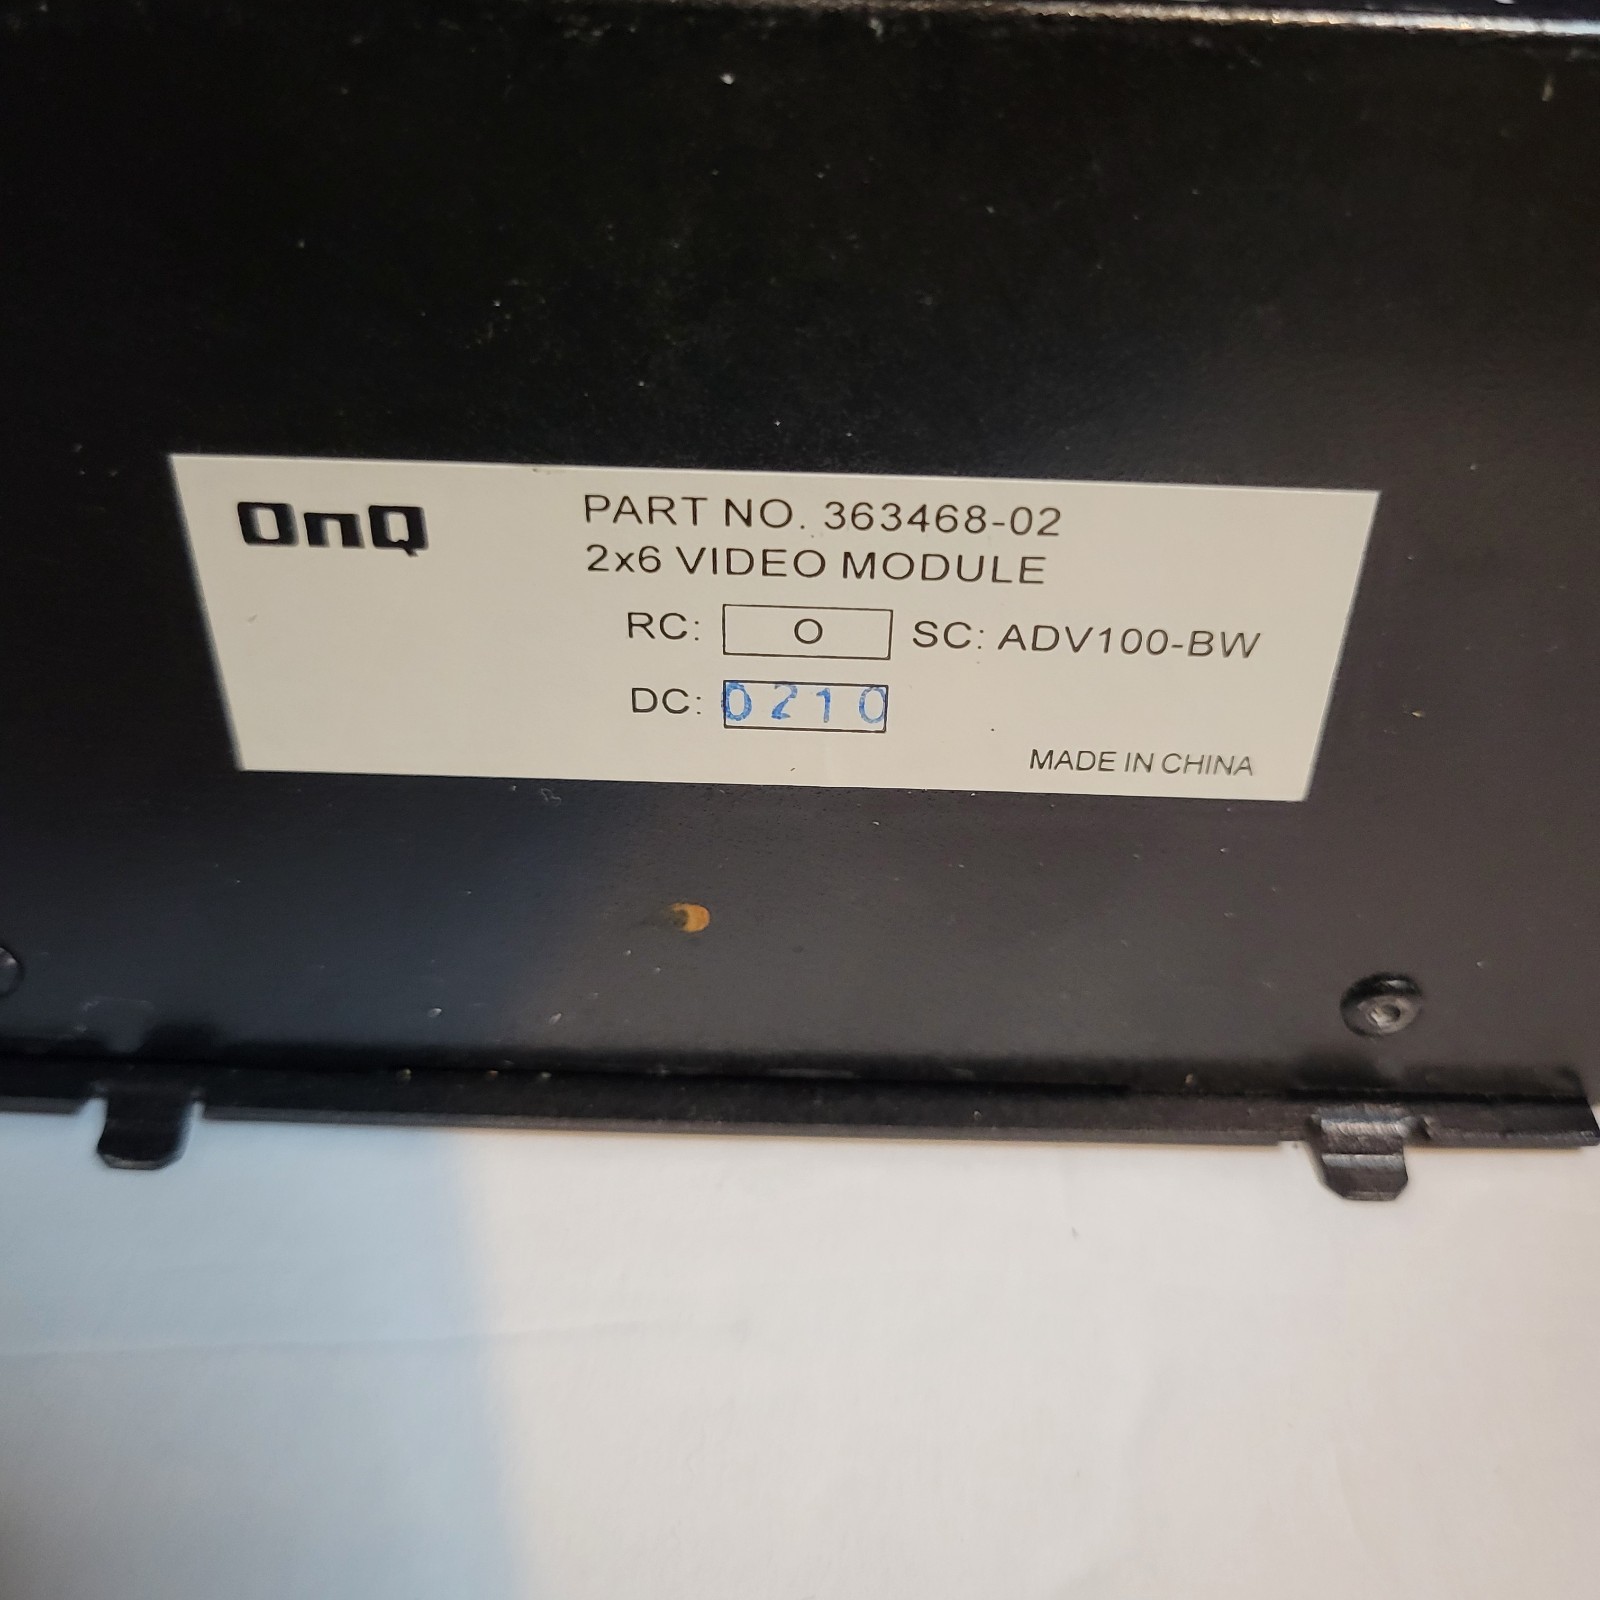 OnQ
PART NO. 363468-02
2x6 VIDEO MODULE
RC: O SC: ADV100-BW
DC: 0210
MADE IN CHINA